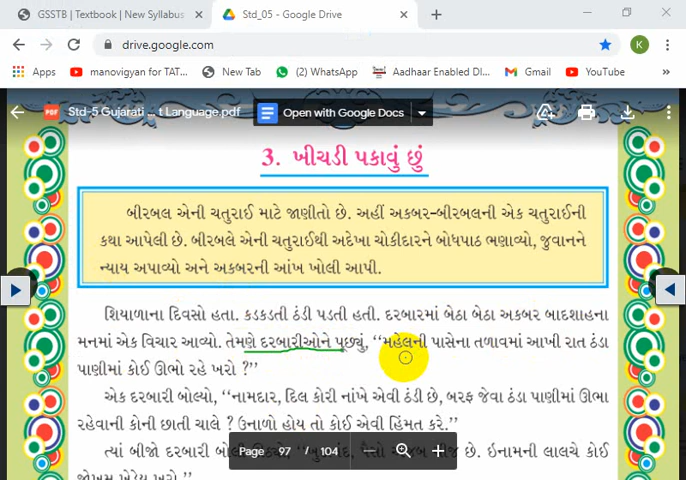 GSSTB | Textbook | New Syllabus
Std_05 - Google Drive
drive.google.com
K
Apps
manovigyan for TAT...
New Tab
(2) WhatsApp
Aadhaar Enabled DI...
Gmail
YouTube
PDF
Std-5 Gujarati ... t Language.pdf
Open with Google Docs
3. ખીચડી પકાવું છું
બીરબલ એની ચતુરાઈ માટે જાણીતો છે. અહીં અકબર-બીરબલની એક ચતુરાઈની
કથા આપેલી છે. બીરબલે એની ચતુરાઈથી અદેખા ચોકીદારને બોધપાઠ ભણાવ્યો, જુવાનને
ન્યાય અપાવ્યો અને અકબરની આંખ ખોલી આપી.
શિયાળાના દિવસો હતા. કડકડતી ઠંડી પડતી હતી. દરબારમાં બેઠા બેઠા અકબર બાદશાહના
મનમાં એક વિચાર આવ્યો. તેમણે દરબારીઓને પૂછ્યું, ‘‘મહેલની પાસેના તળાવમાં આખી રાત ઠંડા
પાણીમાં કોઈ ઊભો રહે ખરો ?’’
એક દરબારી બોલ્યો, ‘‘નામદાર, દિલ કોરી નાંખે એવી ઠંડી છે, બરફ જેવા ઠંડા પાણીમાં ઊભા
રહેવાની કોની છાતી ચાલે ? ઉનાળો હોય તો કોઈ એવી હિંમત કરે.’’
ત્યાં બીજો દરબારી છે. ઇનામની લાલચે કોઈ
જોખમ ખેડેય ખરો.’’
Page 97 / 104